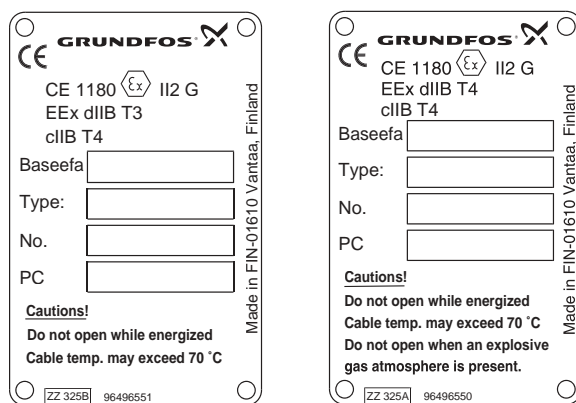 GRUNDFOS
CE
CE 1180 Ex II2 G
EEx dIIB T3
cIIB T4
Baseefa
Type:
No.
PC
Cautions!
Do not open while energized
Cable temp. may exceed 70 °C
ZZ 325B 96496551
Made in FIN-01610 Vantaa, Finland
GRUNDFOS
CE
CE 1180 Ex II2 G
EEx dIIB T4
cIIB T4
Baseefa
Type:
No.
PC
Cautions!
Do not open while energized
Cable temp. may exceed 70 °C
Do not open when an explosive
gas atmosphere is present.
ZZ 325A 96496550
Made in FIN-01610 Vantaa, Finland